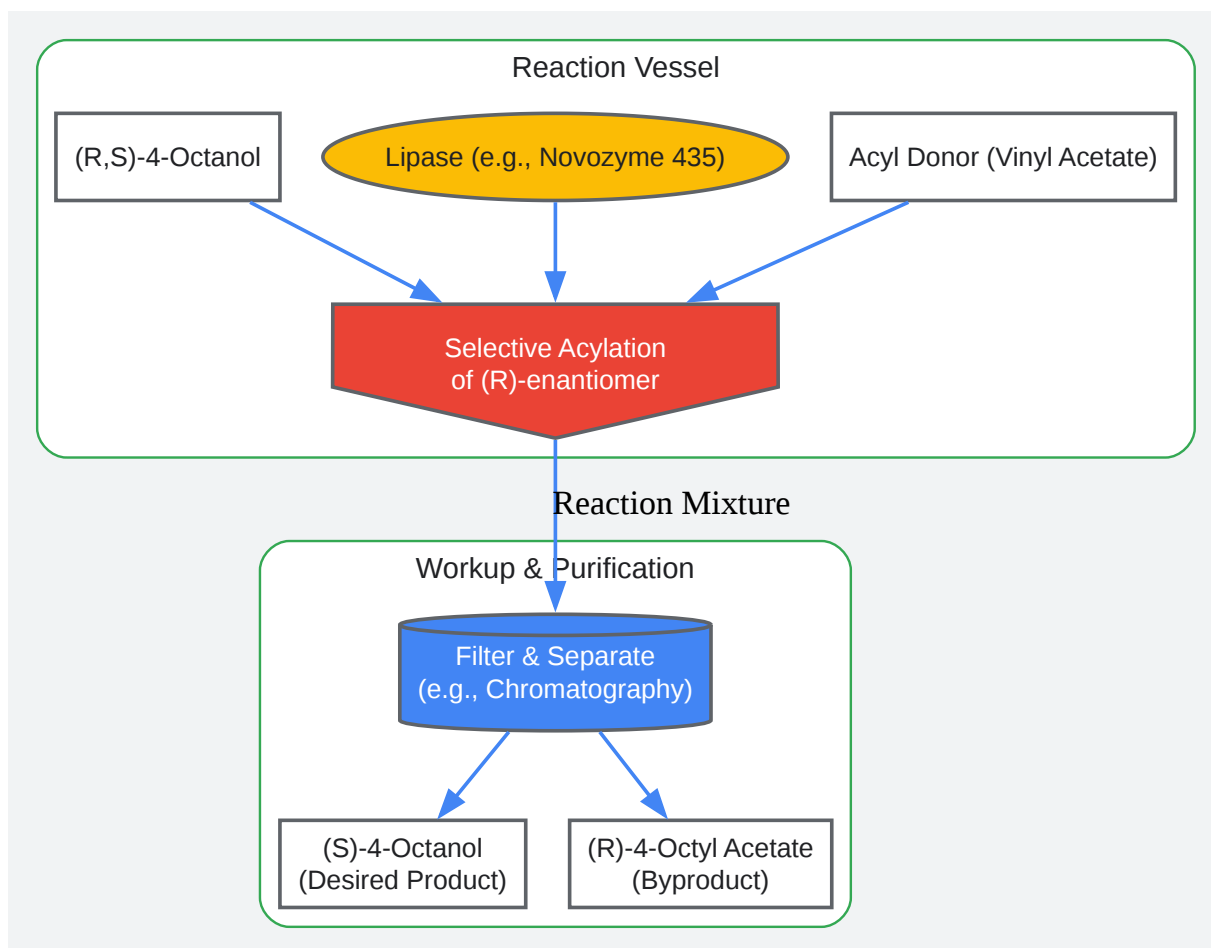 Reaction Vessel
(R,S)-4-Octanol
Lipase (e.g., Novozyme 435)
Acyl Donor (Vinyl Acetate)
Selective Acylation
of (R)-enantiomer
Reaction Mixture
Workup & Purification
Filter & Separate
(e.g., Chromatography)
(S)-4-Octanol
(Desired Product)
(R)-4-Octyl Acetate
(Byproduct)